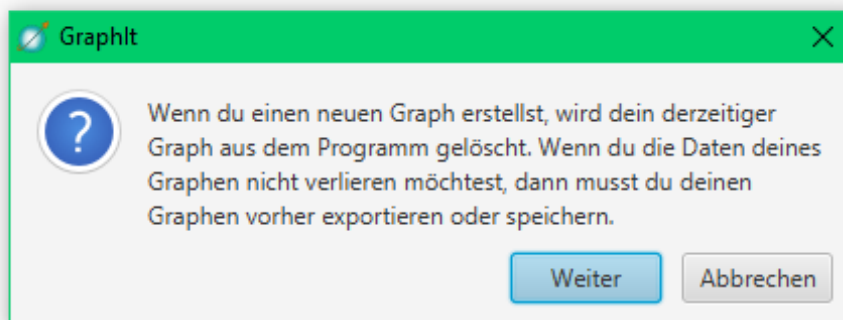 GraphIt
Wenn du einen neuen Graph erstellst, wird dein derzeitiger
Graph aus dem Programm gelöscht. Wenn du die Daten deines
Graphen nicht verlieren möchtest, dann musst du deinen
Graphen vorher exportieren oder speichern.
Weiter Abbrechen